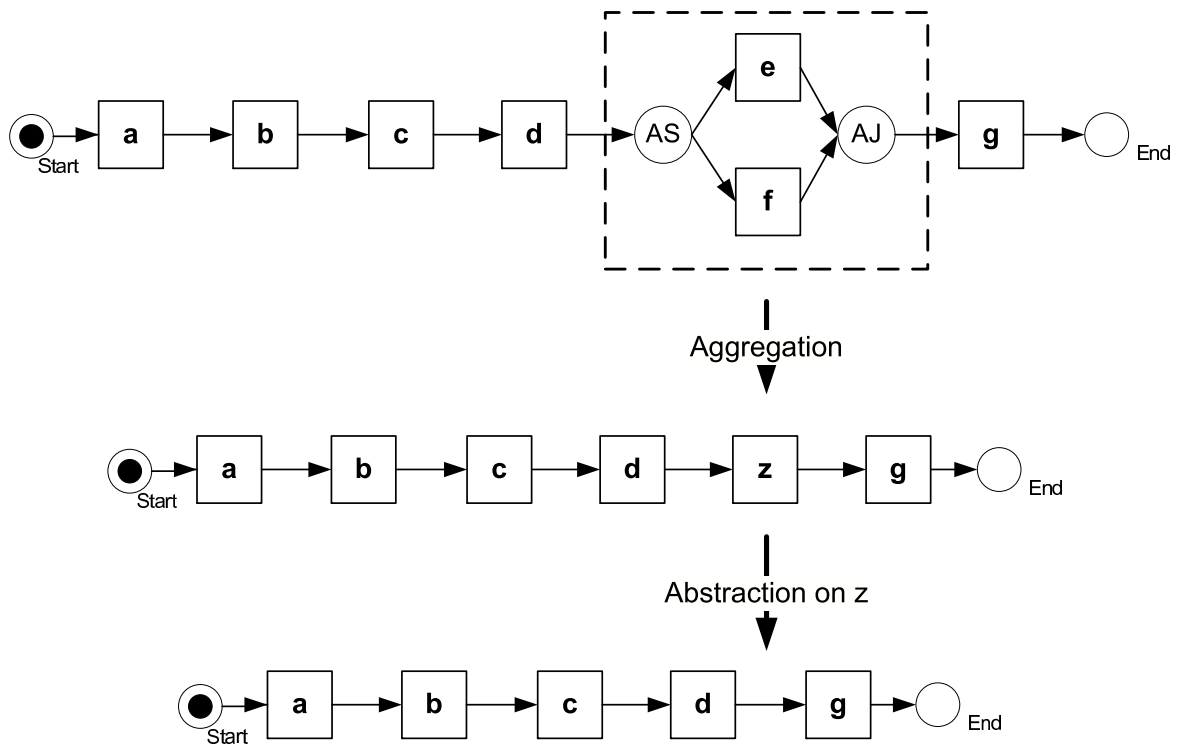 e
a b c d AS AJ g
Start End
f
Aggregation
a b c d z g
Start End
Abstraction on z
a b c d g
Start End